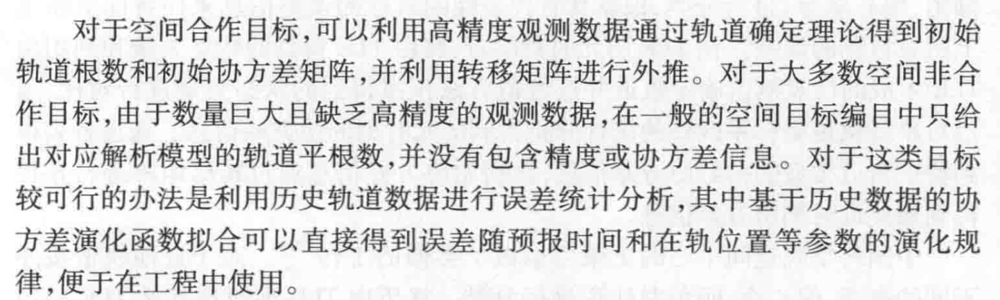 对于空间合作目标,可以利用高精度观测数据通过轨道确定理论得到初始
轨道根数和初始协方差矩阵,并利用转移矩阵进行外推。对于大多数空间非合
作目标,由于数量巨大且缺乏高精度的观测数据,在一般的空间目标编目中只给
出对应解析模型的轨道平根数,并没有包含精度或协方差信息。对于这类目标
较可行的办法是利用历史轨道数据进行误差统计分析,其中基于历史数据的协
方差演化函数拟合可以直接得到误差随预报时间和在轨位置等参数的演化规
律,便于在工程中使用。